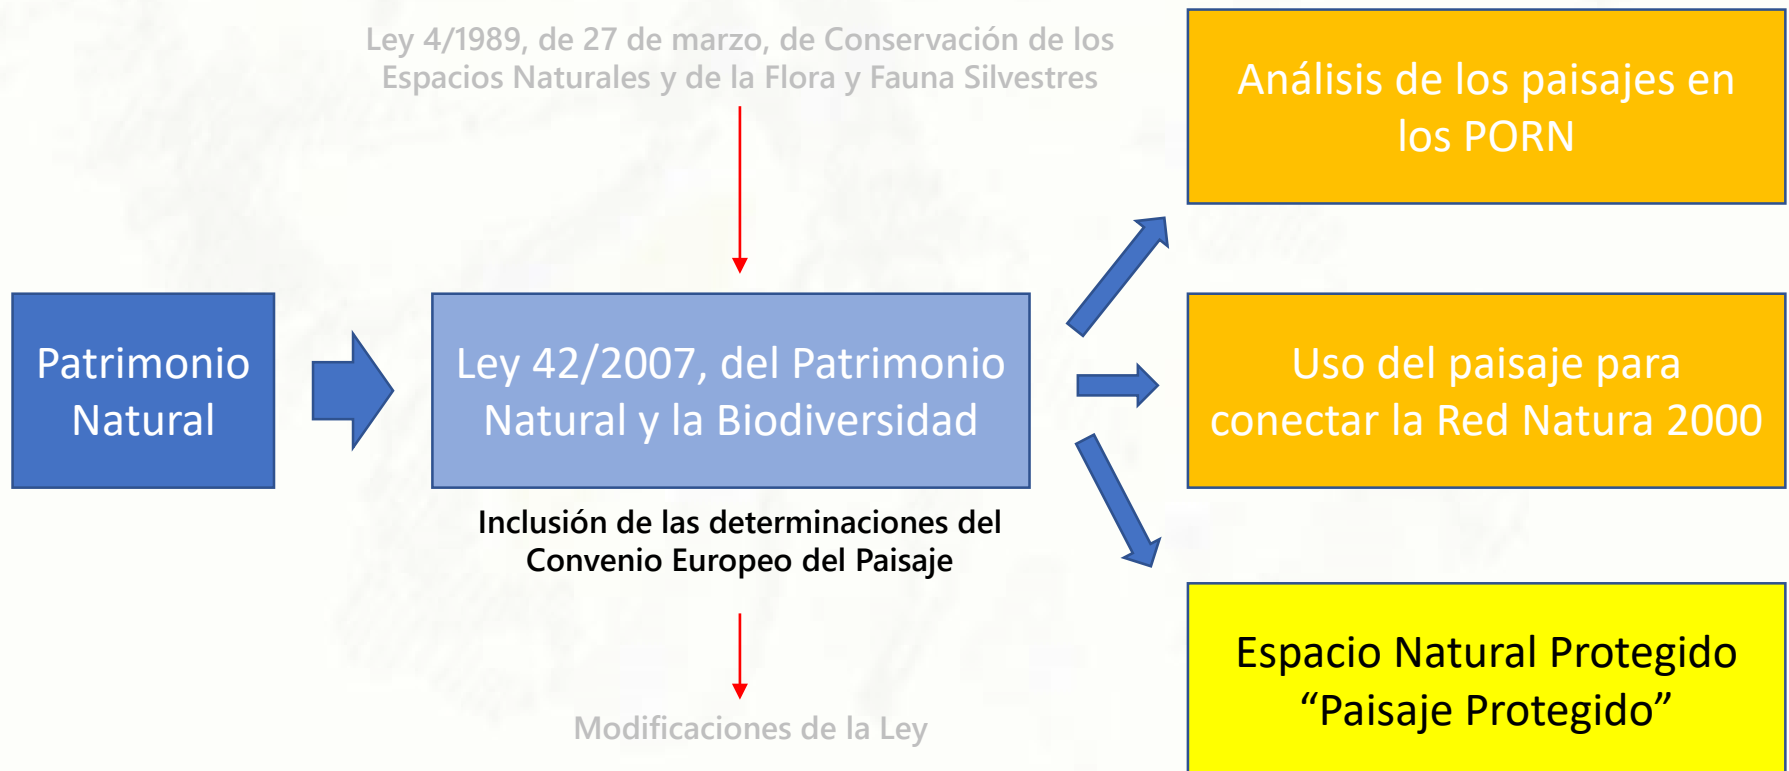 Ley 4/1989, de 27 de marzo, de Conservación de los
Espacios Naturales y de la Flora y Fauna Silvestres
Análisis de los paisajes en
los PORN
Patrimonio
Natural
Ley 42/2007, del Patrimonio
Natural y la Biodiversidad
Uso del paisaje para
conectar la Red Natura 2000
Inclusión de las determinaciones del
Convenio Europeo del Paisaje
Espacio Natural Protegido
“Paisaje Protegido”
Modificaciones de la Ley